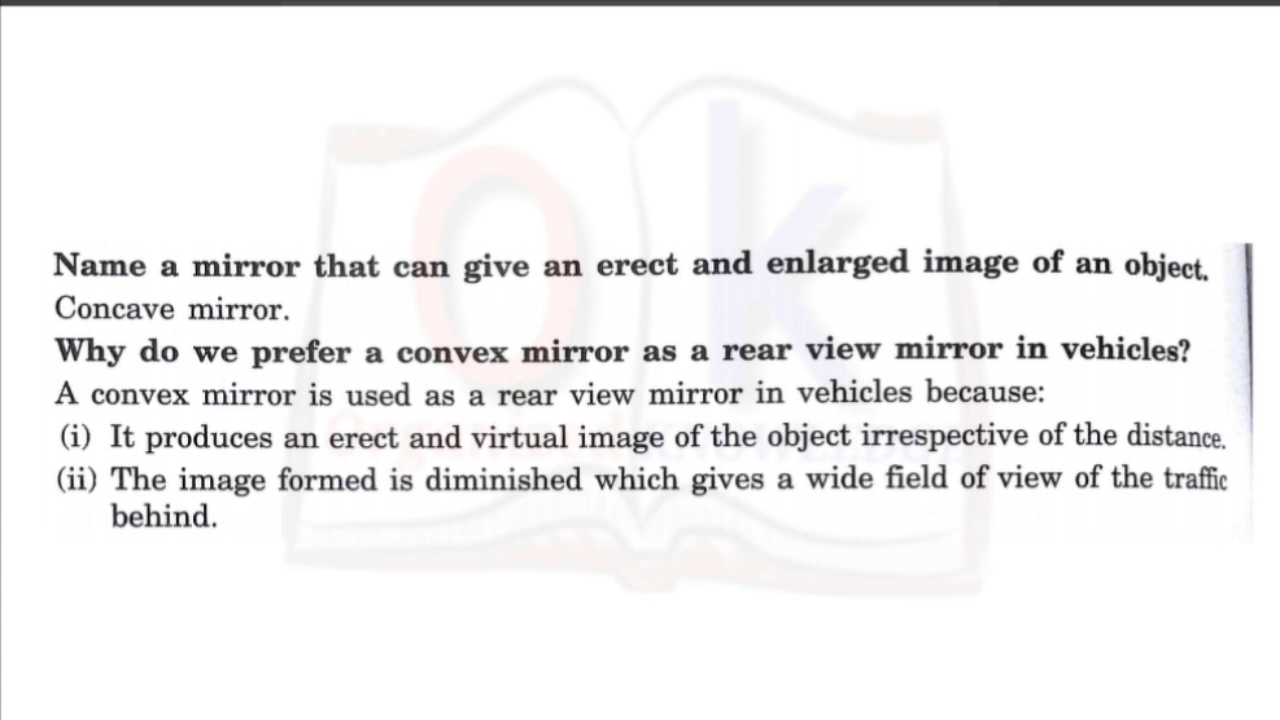 Name a mirror that can give an erect and enlarged image of an object.
Concave mirror.
Why do we prefer a convex mirror as a rear view mirror in vehicles?
A convex mirror is used as a rear view mirror in vehicles because:
(i) It produces an erect and virtual image of the object irrespective of the distance.
(ii) The image formed is diminished which gives a wide field of view of the traffic
behind.